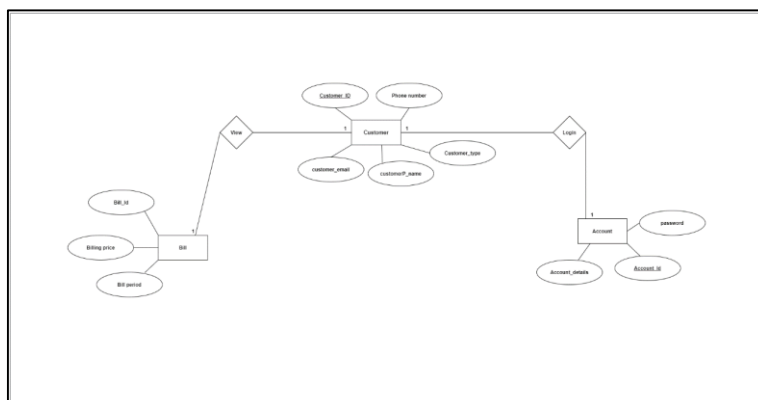 Customer_ID
Phone number
View
1
Customer
1
Login
Customer_type
customer_email
customerP_name
Bill_Id
1
Bill
Billing price
Bill period
1
Account
password
Account_details
Account_id